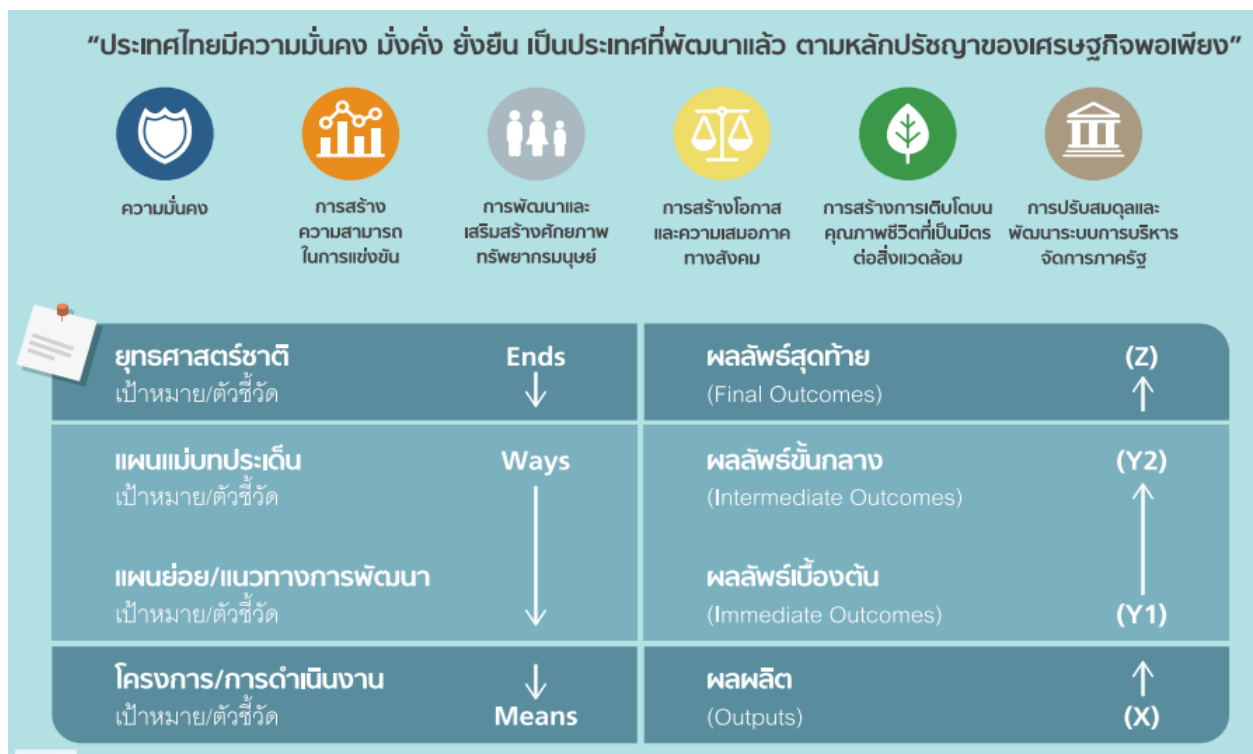 “ประเทศไทยมีความมั่นคง มั่งคั่ง ยั่งยืน เป็นประเทศที่พัฒนาแล้ว ตามหลักปรัชญาของเศรษฐกิจพอเพียง”
ความมั่นคง
การสร้าง
ความสามารถ
ในการแข่งขัน
การพัฒนาและ
เสริมสร้างศักยภาพ
ทรัพยากรมนุษย์
การสร้างโอกาส
และความเสมอภาค
ทางสังคม
การสร้างการเติบโตบน
คุณภาพชีวิตที่เป็นมิตร
ต่อสิ่งแวดล้อม
การปรับสมดุลและ
พัฒนาระบบการบริหาร
จัดการภาครัฐ
ยุทธศาสตร์ชาติ Ends
เป้าหมาย/ตัวชี้วัด
ผลลัพธ์สุดท้าย (Z)
(Final Outcomes)
แผนแม่บทประเด็น Ways
เป้าหมาย/ตัวชี้วัด
ผลลัพธ์ขั้นกลาง (Y2)
(Intermediate Outcomes)
แผนย่อย/แนวทางการพัฒนา
เป้าหมาย/ตัวชี้วัด
ผลลัพธ์เบื้องต้น
(Immediate Outcomes) (Y1)
โครงการ/การดำเนินงาน
เป้าหมาย/ตัวชี้วัด Means
ผลผลิต
(Outputs) (X)